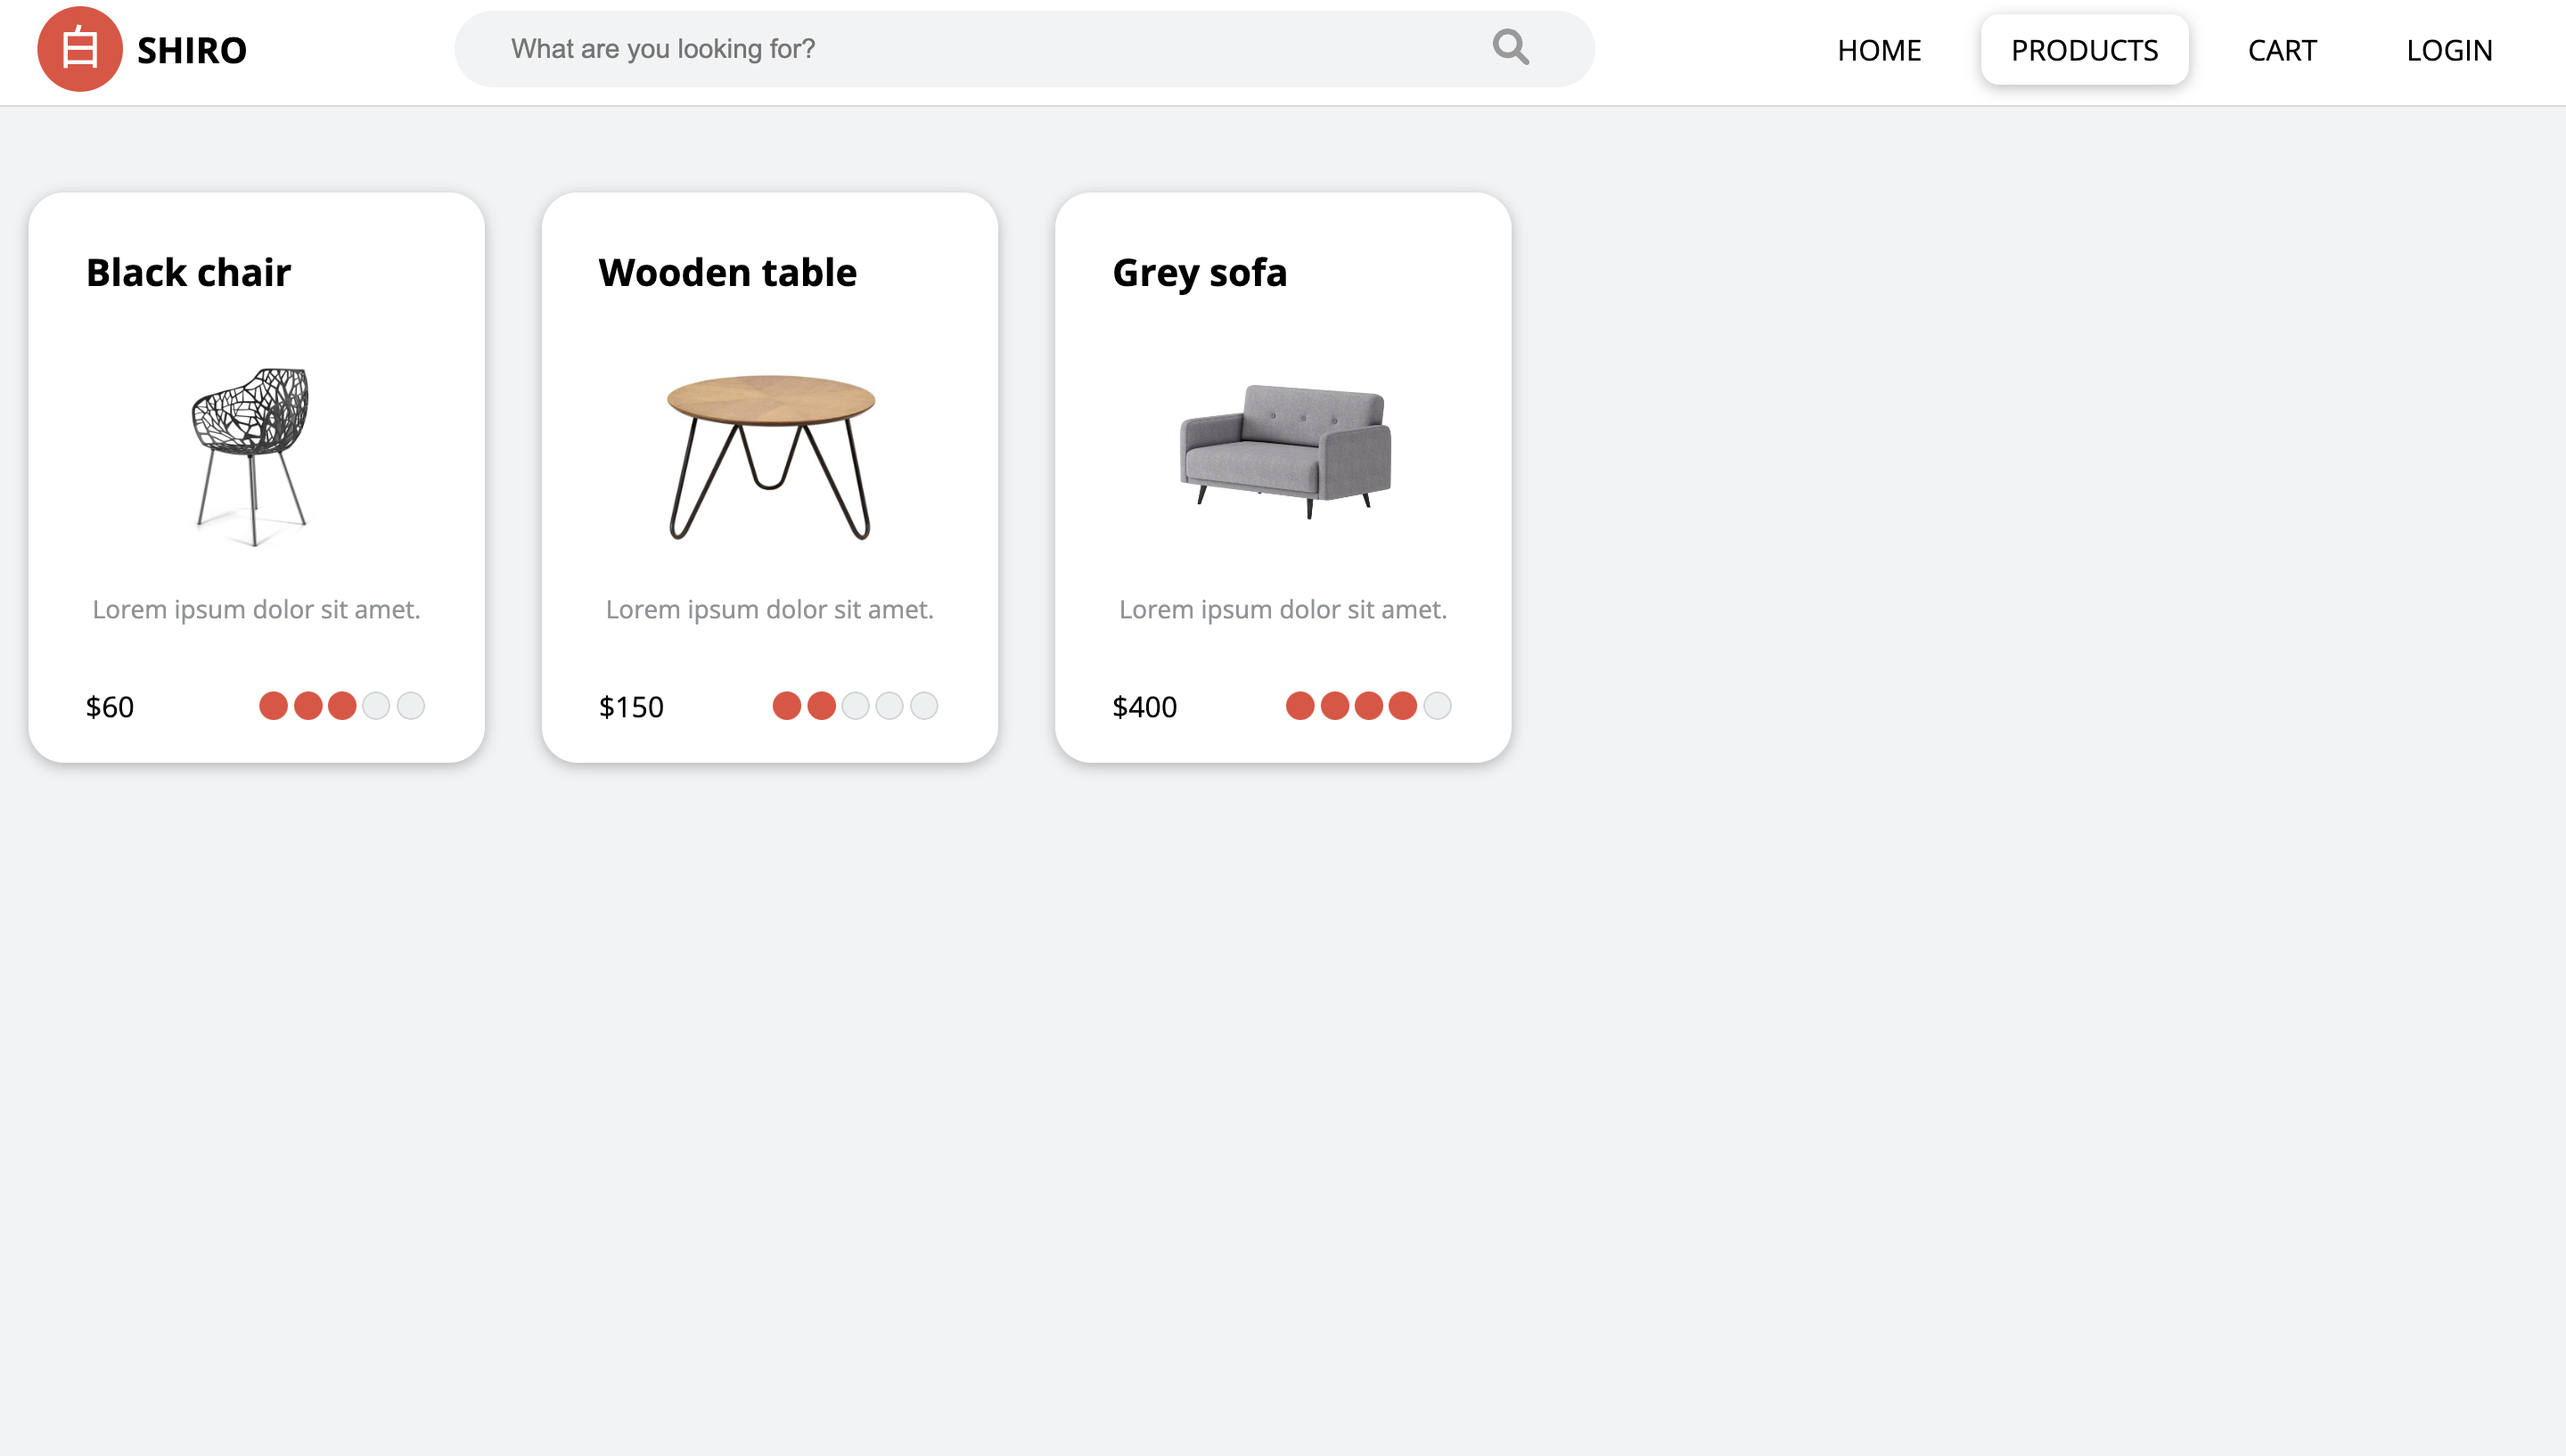 白 SHIRO
What are you looking for?
HOME PRODUCTS CART LOGIN
Black chair
Lorem ipsum dolor sit amet.
$60
Wooden table
Lorem ipsum dolor sit amet.
$150
Grey sofa
Lorem ipsum dolor sit amet.
$400